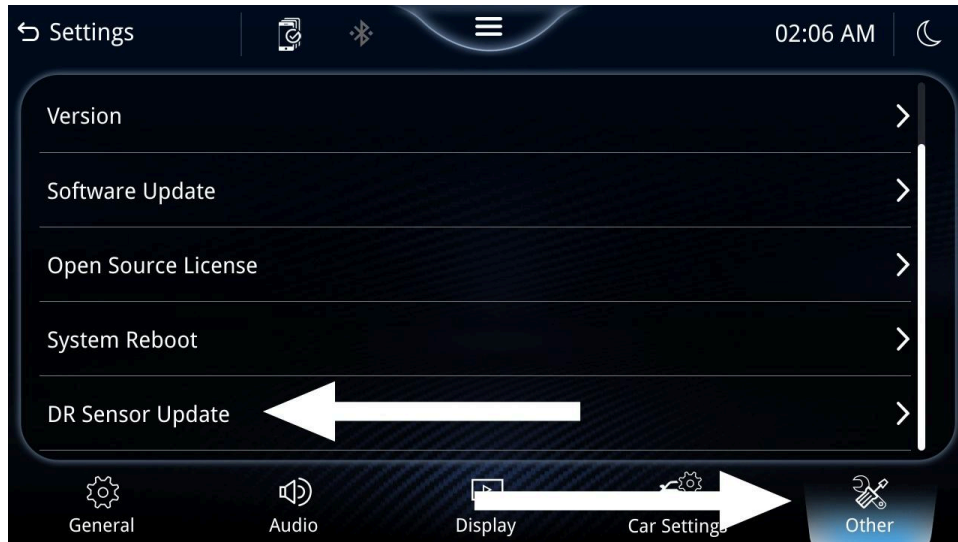 Settings
02:06 AM
Version
Software Update
Open Source License
System Reboot
DR Sensor Update
General
Audio
Display
Car Settings
Other